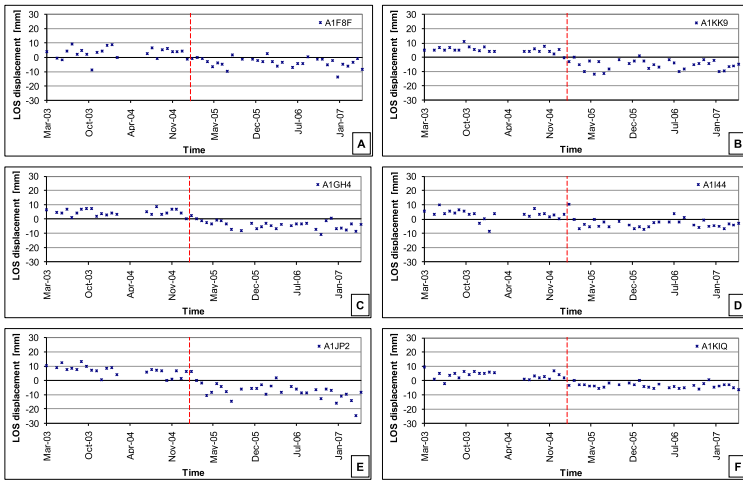 A1F8F
LOS displacement [mm]
30
20
10
0
-10
-20
-30
Mar-03
Oct-03
Apr-04
Nov-04
May-05
Dec-05
Jul-06
Jan-07
Time
A
A1KK9
LOS displacement [mm]
30
20
10
0
-10
-20
-30
Mar-03
Oct-03
Apr-04
Nov-04
May-05
Dec-05
Jul-06
Jan-07
Time
B
A1GH4
LOS displacement [mm]
30
20
10
0
-10
-20
-30
Mar-03
Oct-03
Apr-04
Nov-04
May-05
Dec-05
Jul-06
Jan-07
Time
C
A1I44
LOS displacement [mm]
30
20
10
0
-10
-20
-30
Mar-03
Oct-03
Apr-04
Nov-04
May-05
Dec-05
Jul-06
Jan-07
Time
D
A1JP2
LOS displacement [mm]
30
20
10
0
-10
-20
-30
Mar-03
Oct-03
Apr-04
Nov-04
May-05
Dec-05
Jul-06
Jan-07
Time
E
A1KIQ
LOS displacement [mm]
30
20
10
0
-10
-20
-30
Mar-03
Oct-03
Apr-04
Nov-04
May-05
Dec-05
Jul-06
Jan-07
Time
F